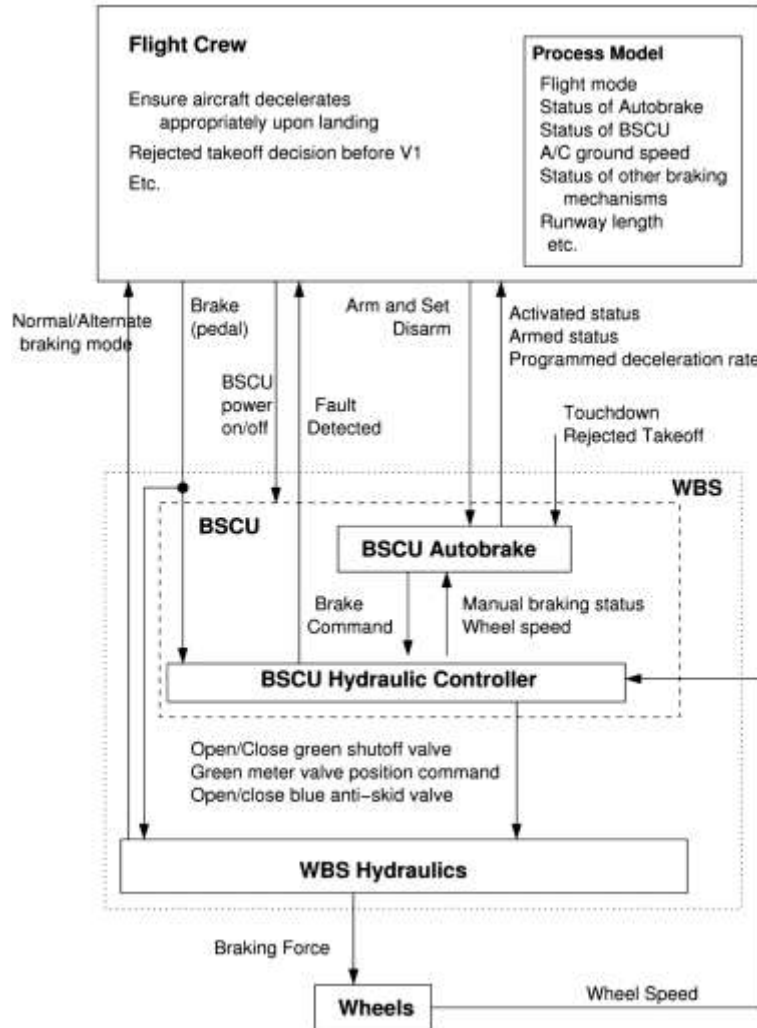 Flight Crew
Ensure aircraft decelerates
appropriately upon landing
Rejected takeoff decision before V1
Etc.
Process Model
Flight mode
Status of Autobrake
Status of BSCU
A/C ground speed
Status of other braking
mechanisms
Runway length
etc.
Normal/Alternate
braking mode
Brake
(pedal)
BSCU
power
on/off
Fault
Detected
Arm and Set
Disarm
Activated status
Armed status
Programmed deceleration rate
Touchdown
Rejected Takeoff
WBS
BSCU
BSCU Autobrake
Brake
Command
Manual braking status
Wheel speed
BSCU Hydraulic Controller
Open/Close green shutoff valve
Green meter valve position command
Open/close blue anti-skid valve
WBS Hydraulics
Braking Force
Wheels
Wheel Speed